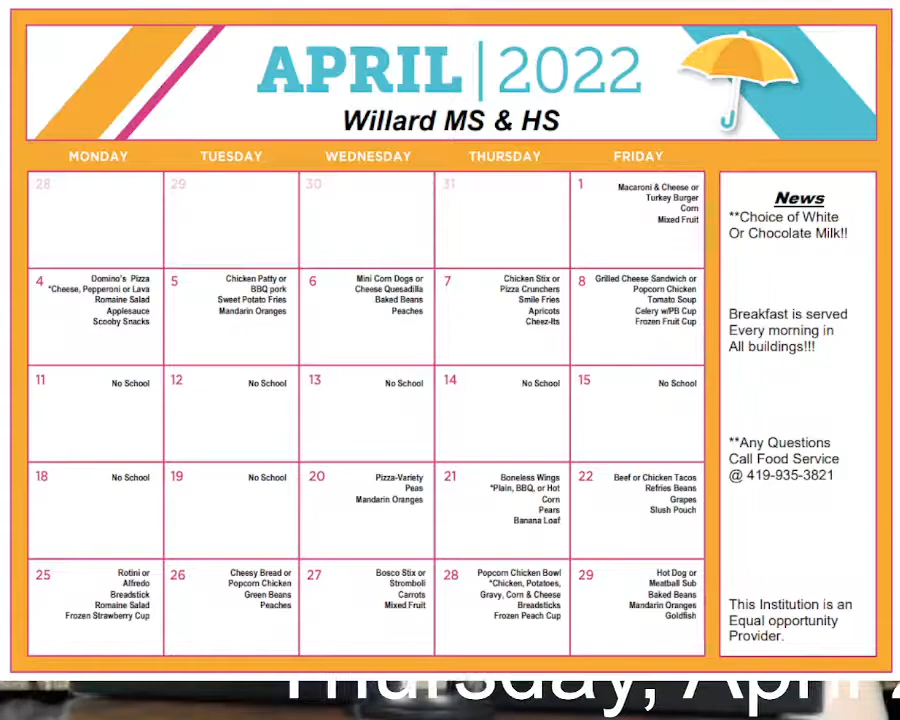 APRIL | 2022
Willard MS & HS
MONDAY TUESDAY WEDNESDAY THURSDAY FRIDAY
28
29
30
31
1
Macaroni & Cheese or
Turkey Burger
Corn
Mixed Fruit
4
Domino's Pizza
*Cheese, Pepperoni or Lava
Romaine Salad
Applesauce
Scooby Snacks
5
Chicken Patty or
BBQ pork
Sweet Potato Fries
Mandarin Oranges
6
Mini Corn Dogs or
Cheese Quesadilla
Baked Beans
Peaches
7
Chicken Stix or
Pizza Crunchers
Smile Fries
Apricots
Cheez-Its
8
Grilled Cheese Sandwich or
Popcorn Chicken
Tomato Soup
Celery w/PB Cup
Frozen Fruit Cup
11
No School
12
No School
13
No School
14
No School
15
No School
18
No School
19
No School
20
Pizza-Variety
Peas
Mandarin Oranges
21
Boneless Wings
*Plain, BBQ, or Hot
Corn
Pears
Banana Loaf
22
Beef or Chicken Tacos
Refries Beans
Grapes
Slush Pouch
25
Rotini or
Alfredo
Breadstick
Romaine Salad
Frozen Strawberry Cup
26
Cheesy Bread or
Popcorn Chicken
Green Beans
Peaches
27
Bosco Stix or
Stromboli
Carrots
Mixed Fruit
28
Popcorn Chicken Bowl
*Chicken, Potatoes,
Gravy, Corn & Cheese
Breadsticks
Frozen Peach Cup
29
Hot Dog or
Meatball Sub
Baked Beans
Mandarin Oranges
Goldfish
News
**Choice of White
Or Chocolate Milk!!
Breakfast is served
Every morning in
All buildings!!!
**Any Questions
Call Food Service
@ 419-935-3821
This Institution is an
Equal opportunity
Provider.
Thursday, April 2